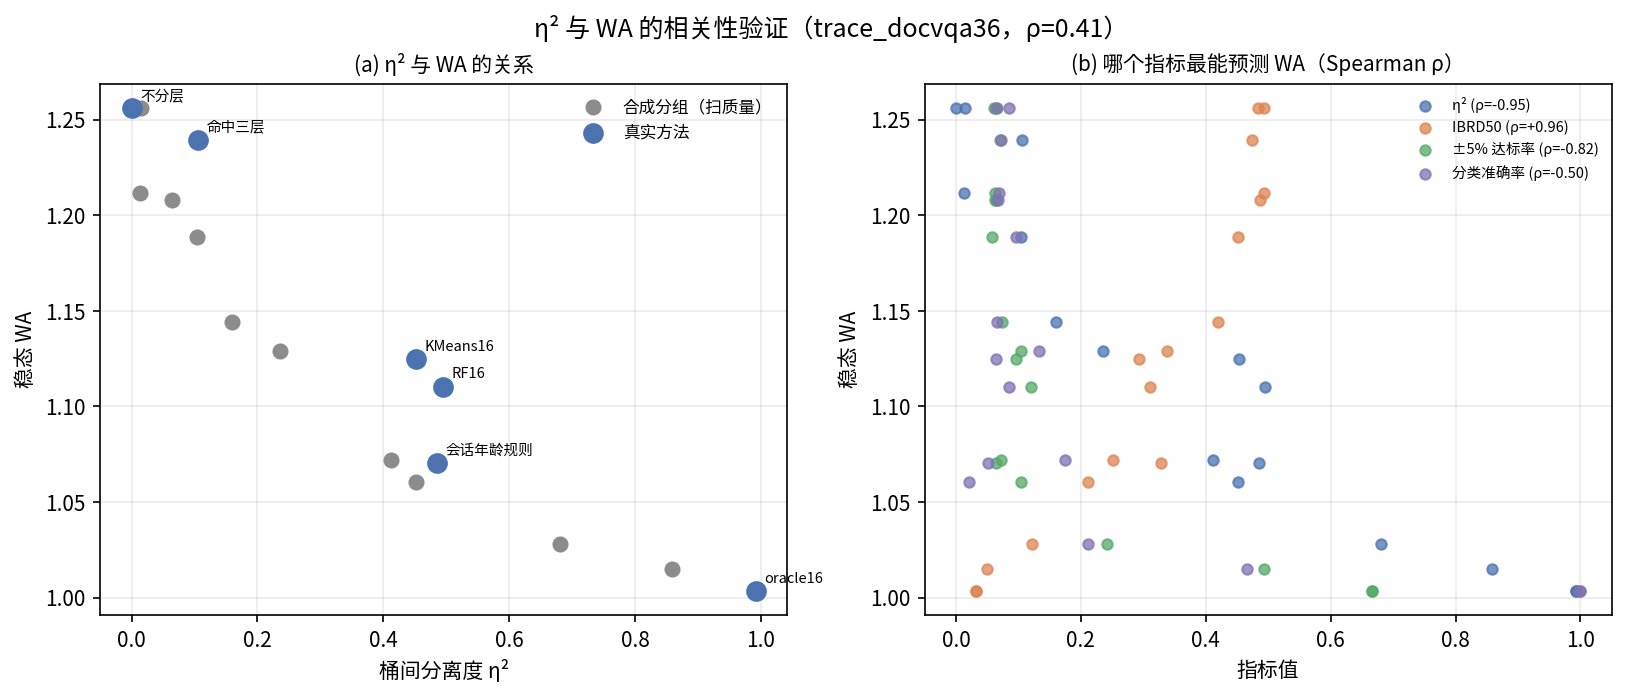 η² 与 WA 的相关性验证（trace_docvqa36，ρ=0.41）
(a) η² 与 WA 的关系
稳态 WA
1.25
1.20
1.15
1.10
1.05
1.00
不分层
命中三层
KMeans16
RF16
会话年龄规则
oracle16
合成分组（扫质量）
真实方法
0.0
0.2
0.4
0.6
0.8
1.0
桶间分离度 η²
(b) 哪个指标最能预测 WA（Spearman ρ）
稳态 WA
1.25
1.20
1.15
1.10
1.05
1.00
η² (ρ=-0.95)
IBRD50 (ρ=+0.96)
±5% 达标率 (ρ=-0.82)
分类准确率 (ρ=-0.50)
0.0
0.2
0.4
0.6
0.8
1.0
指标值